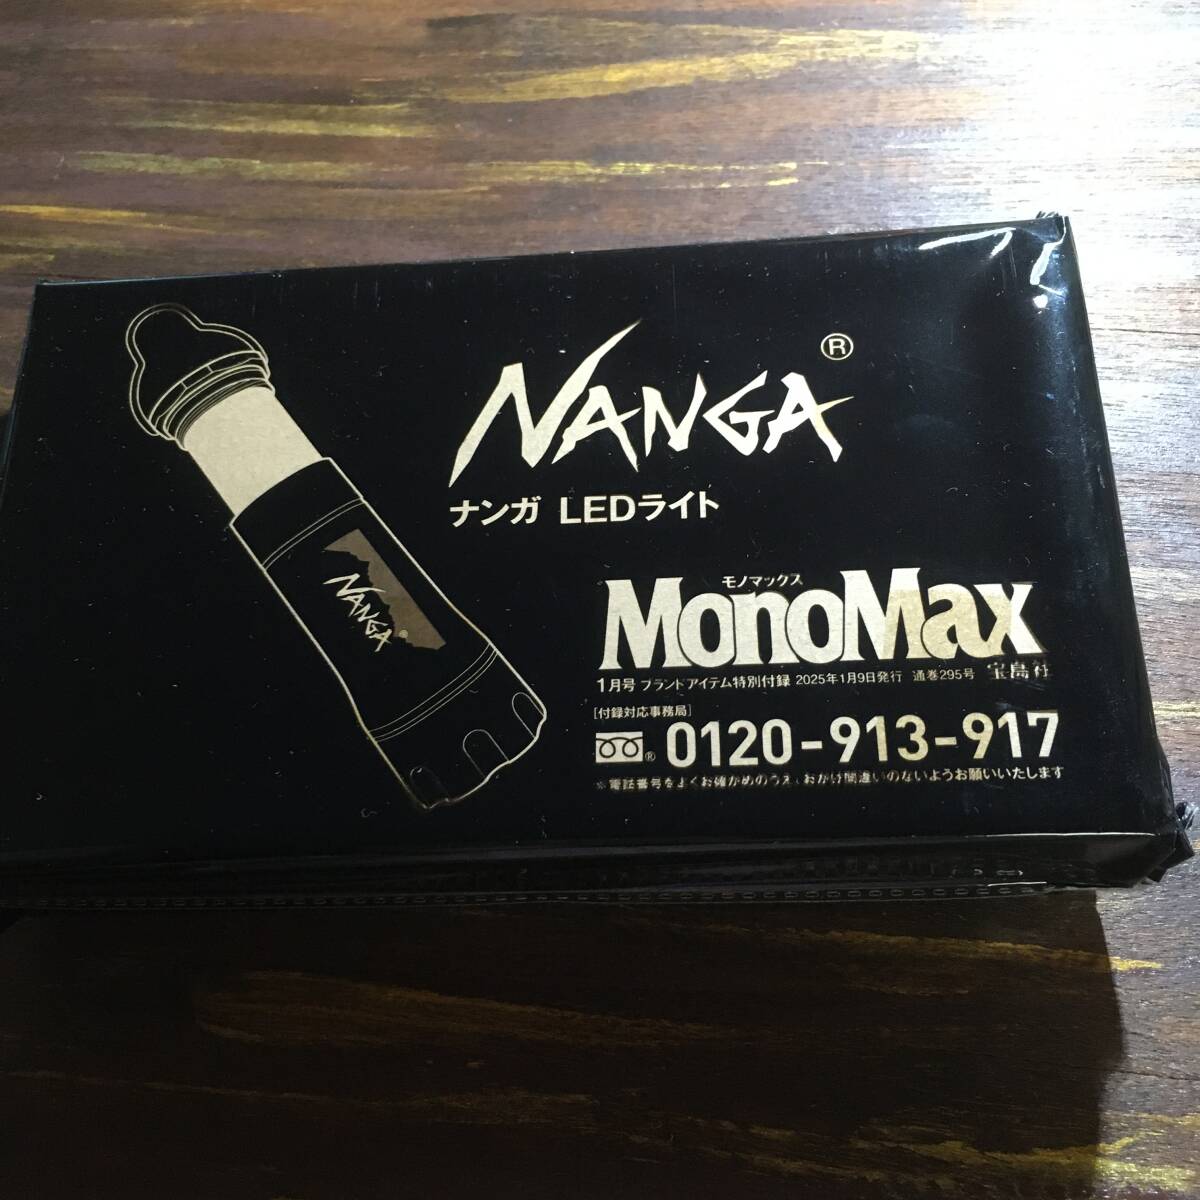 NANGA®
ナンガ LEDライト
NANGA®
モノマックス
MonoMax
1月号 ブランドアイテム特別付録 2025年1月9日発行 通巻295号 宝島社
[付録対応事務局]
® 0120-913-917
※電話番号をよくお確かめのうえ、おかけ間違いのないようお願いいたします